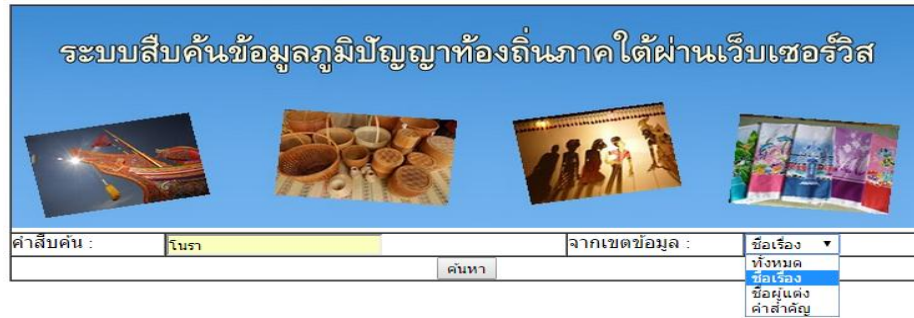 ระบบสืบค้นข้อมูลภูมิปัญญาท้องถิ่นภาคใต้ผ่านเว็บเซอร์วิส
คำสืบค้น : โนรา จากเขตข้อมูล : ชื่อเรื่อง
ค้นหา
ทั้งหมด
ชื่อเรื่อง
ชื่อผู้แต่ง
คำสำคัญ